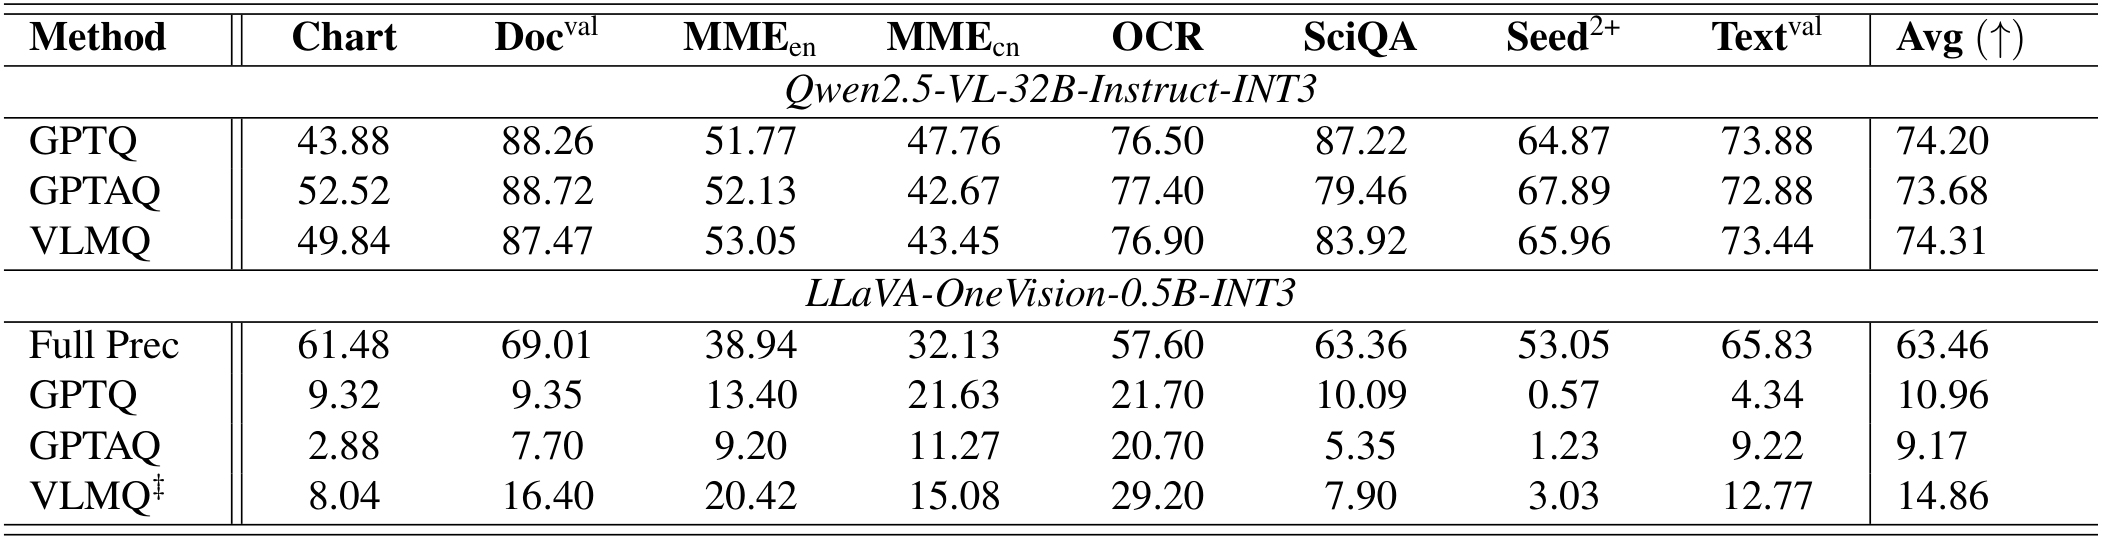 Method Chart Doc^val MME_en MME_cn OCR SciQA Seed^2+ Text^val Avg (↑)
Qwen2.5-VL-32B-Instruct-INT3
GPTQ 43.88 88.26 51.77 47.76 76.50 87.22 64.87 73.88 74.20
GPTAQ 52.52 88.72 52.13 42.67 77.40 79.46 67.89 72.88 73.68
VLMQ 49.84 87.47 53.05 43.45 76.90 83.92 65.96 73.44 74.31
LLaVA-OneVision-0.5B-INT3
Full Prec 61.48 69.01 38.94 32.13 57.60 63.36 53.05 65.83 63.46
GPTQ 9.32 9.35 13.40 21.63 21.70 10.09 0.57 4.34 10.96
GPTAQ 2.88 7.70 9.20 11.27 20.70 5.35 1.23 9.22 9.17
VLMQ‡ 8.04 16.40 20.42 15.08 29.20 7.90 3.03 12.77 14.86